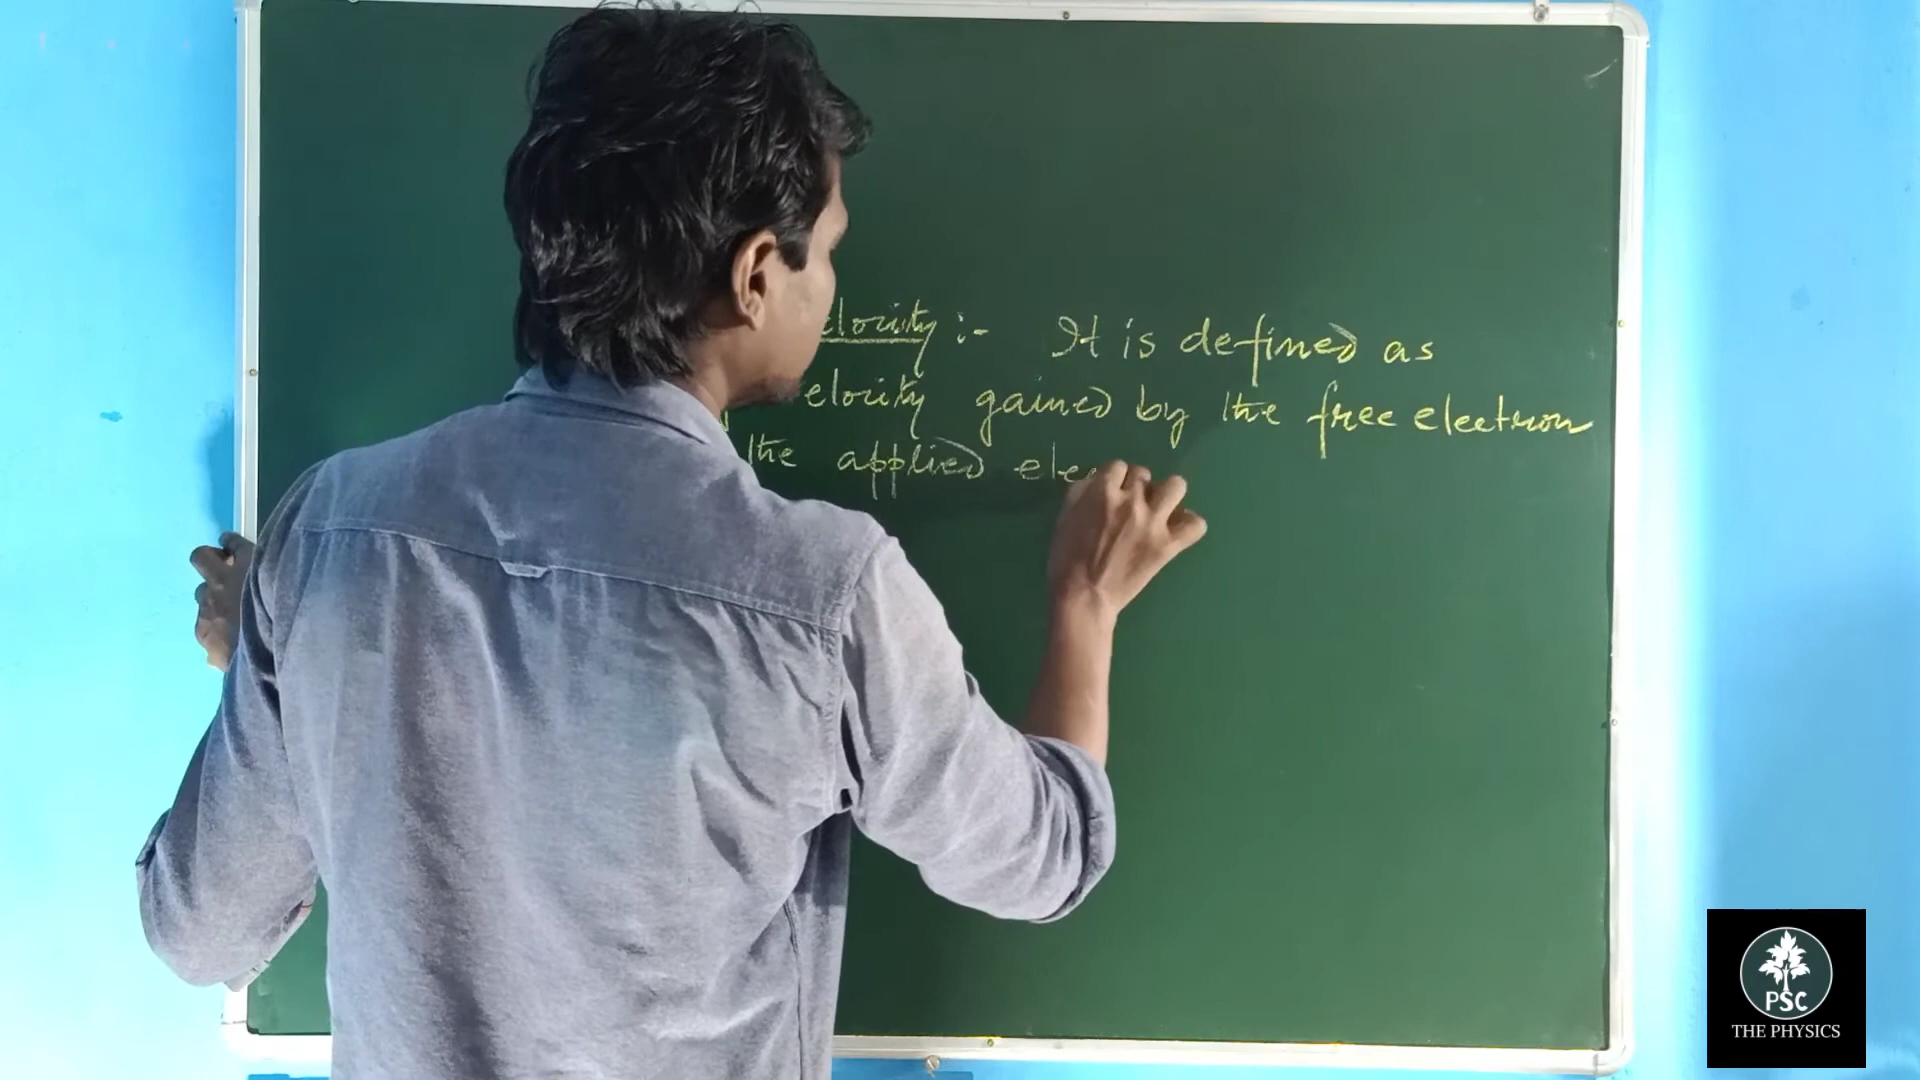 elocity :- It is defined as
elocity gained by the free electron
the applied ele
PSC
THE PHYSICS